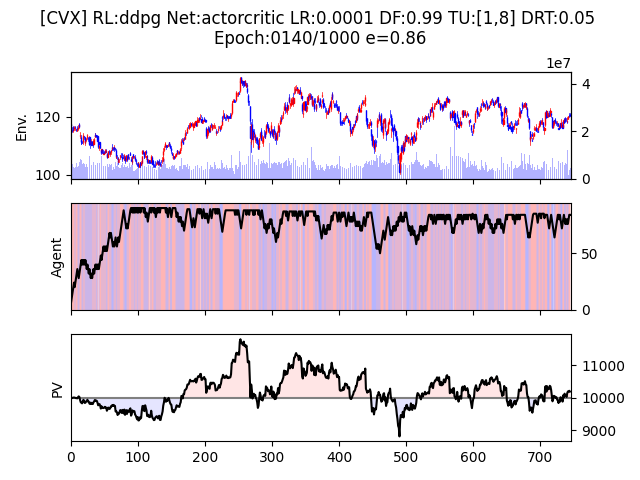 [CVX] RL:ddpg Net:actorcritic LR:0.0001 DF:0.99 TU:[1,8] DRT:0.05
Epoch:0140/1000 e=0.86
1e7
Env.
120
100
4
2
0
Agent
50
0
PV
11000
10000
9000
0 100 200 300 400 500 600 700